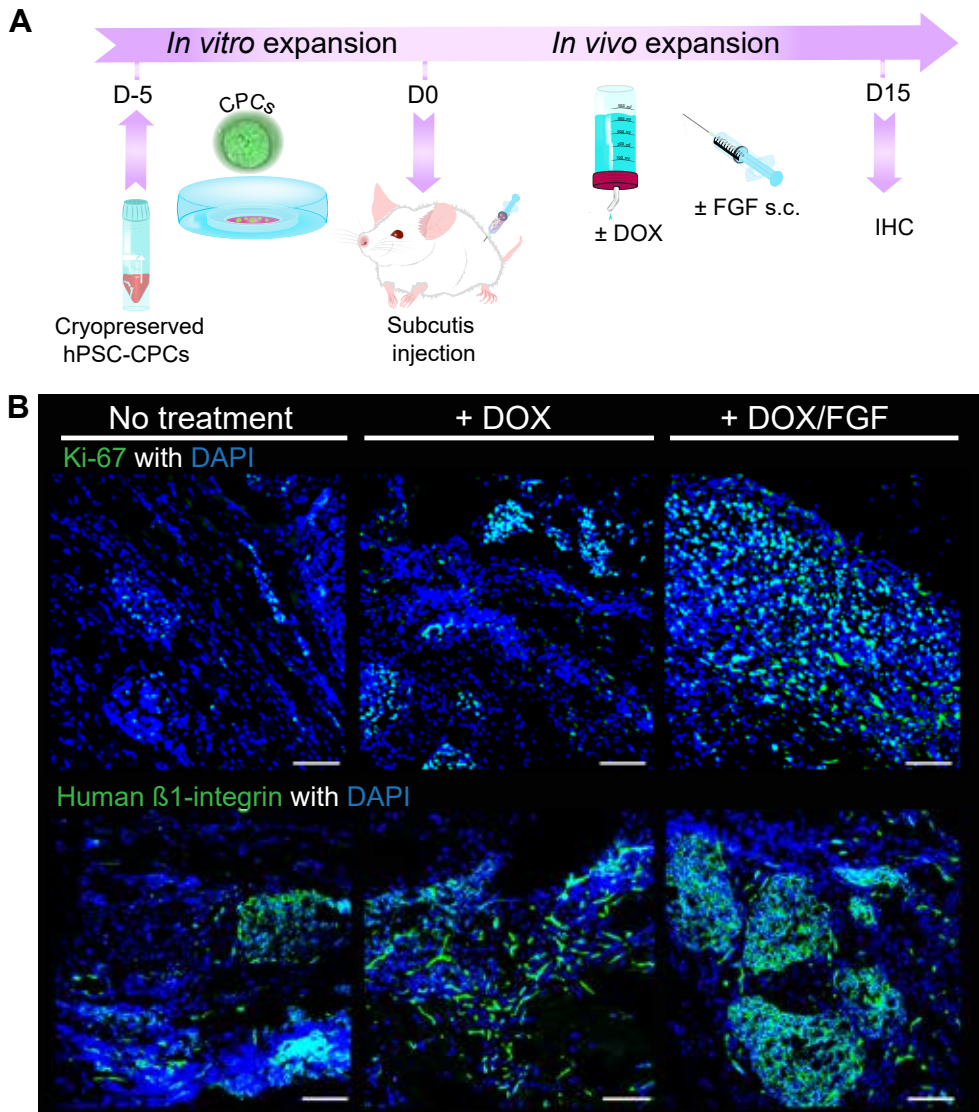 A
In vitro expansion
In vivo expansion
D-5
CPCs
D0
D15
± DOX
± FGF s.c.
IHC
Cryopreserved
hPSC-CPCs
Subcutis
injection
B
No treatment
+ DOX
+ DOX/FGF
Ki-67 with DAPI
Human ß1-integrin with DAPI